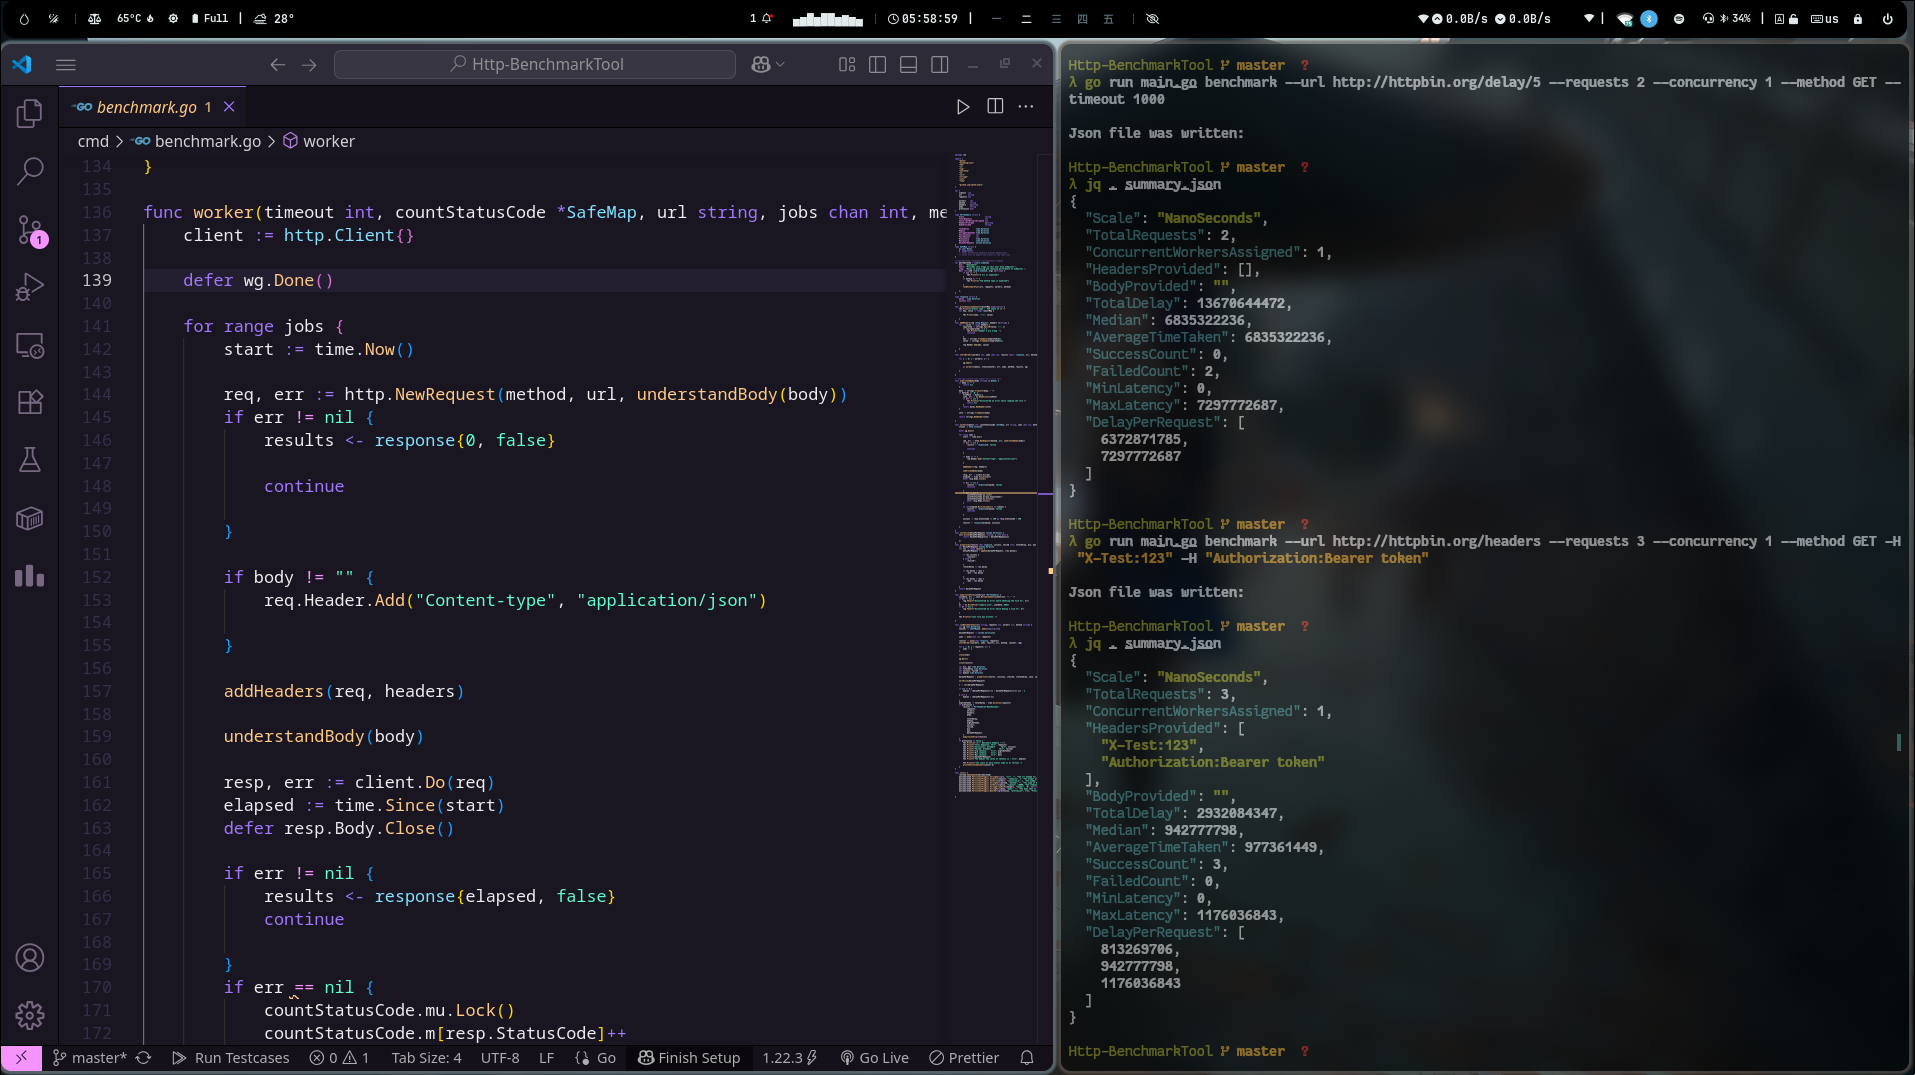 65°C
Full |
28°
1
05:58:59 |
一 二 三 四 五
0.0B/s 0.0B/s
34%
us
Http-BenchmarkTool
benchmark.go 1
cmd > benchmark.go > worker
134 }
135
136 func worker(timeout int, countStatusCode *SafeMap, url string, jobs chan int, me
137 client := http.Client{}
138
139 defer wg.Done()
140
141 for range jobs {
142 start := time.Now()
143
144 req, err := http.NewRequest(method, url, understandBody(body))
145 if err != nil {
146 results <- response{0, false}
147
148 continue
149
150 }
151
152 if body != "" {
153 req.Header.Add("Content-type", "application/json")
154
155 }
156
157 addHeaders(req, headers)
158
159 understandBody(body)
160
161 resp, err := client.Do(req)
162 elapsed := time.Since(start)
163 defer resp.Body.Close()
164
165 if err != nil {
166 results <- response{elapsed, false}
167 continue
168
169 }
170 if err == nil {
171 countStatusCode.mu.Lock()
172 countStatusCode.m[resp.StatusCode]++
master* Run Testcases 0 1 Tab Size: 4 UTF-8 LF Go Finish Setup 1.22.3 Go Live Prettier
Http-BenchmarkTool master ?
λ go run main.go benchmark --url http://httpbin.org/delay/5 --requests 2 --concurrency 1 --method GET --
timeout 1000
Json file was written:
Http-BenchmarkTool master ?
λ jq . summary.json
{
"Scale": "NanoSeconds",
"TotalRequests": 2,
"ConcurrentWorkersAssigned": 1,
"HeadersProvided": [],
"BodyProvided": "",
"TotalDelay": 13670644472,
"Median": 6835322236,
"AverageTimeTaken": 6835322236,
"SuccessCount": 0,
"FailedCount": 2,
"MinLatency": 0,
"MaxLatency": 7297772687,
"DelayPerRequest": [
6372871785,
7297772687
]
}
Http-BenchmarkTool master ?
λ go run main.go benchmark --url http://httpbin.org/headers --requests 3 --concurrency 1 --method GET -H
"X-Test:123" -H "Authorization:Bearer token"
Json file was written:
Http-BenchmarkTool master ?
λ jq . summary.json
{
"Scale": "NanoSeconds",
"TotalRequests": 3,
"ConcurrentWorkersAssigned": 1,
"HeadersProvided": [
"X-Test:123",
"Authorization:Bearer token"
],
"BodyProvided": "",
"TotalDelay": 2932084347,
"Median": 942777798,
"AverageTimeTaken": 977361449,
"SuccessCount": 3,
"FailedCount": 0,
"MinLatency": 0,
"MaxLatency": 1176036843,
"DelayPerRequest": [
813269706,
942777798,
1176036843
]
}
Http-BenchmarkTool master ?